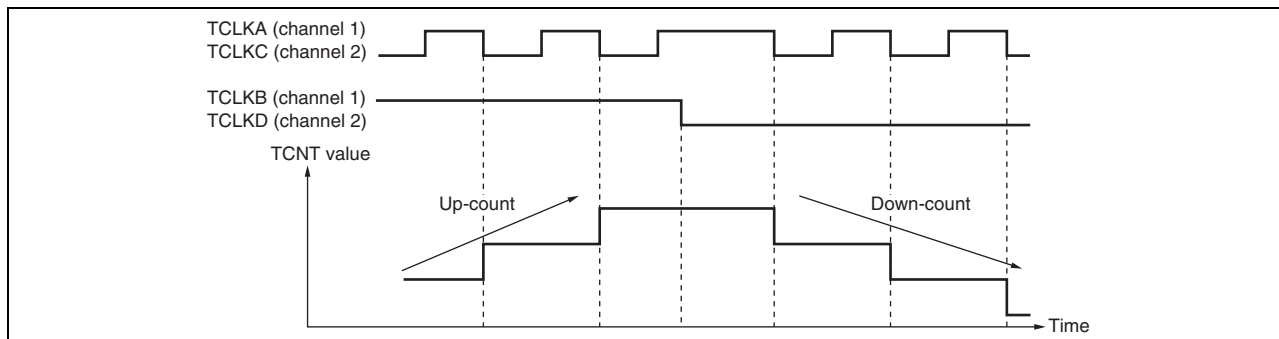 TCLKA (channel 1)
TCLKC (channel 2)
TCLKB (channel 1)
TCLKD (channel 2)
TCNT value
Up-count
Down-count
Time